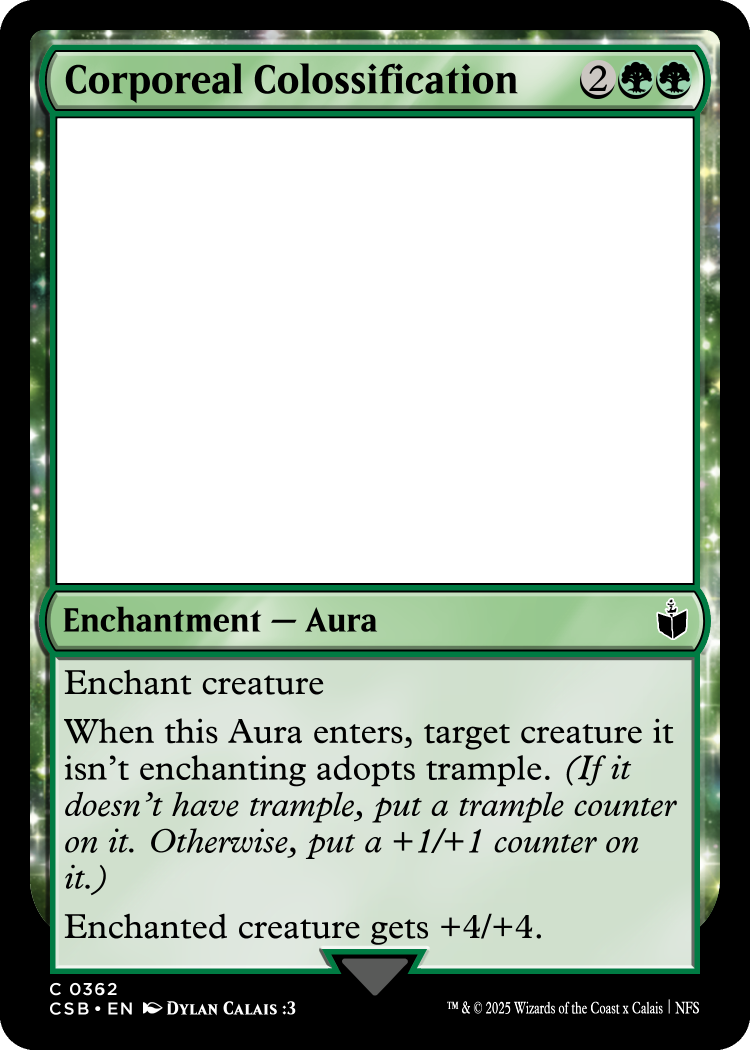 Corporeal Colossification 2
Enchantment — Aura
Enchant creature
When this Aura enters, target creature it
isn't enchanting adopts trample. (If it
doesn't have trample, put a trample counter
on it. Otherwise, put a +1/+1 counter on
it.)
Enchanted creature gets +4/+4.
C 0362
CSB • EN Dylan Calais :3
™ & © 2025 Wizards of the Coast x Calais | NFS